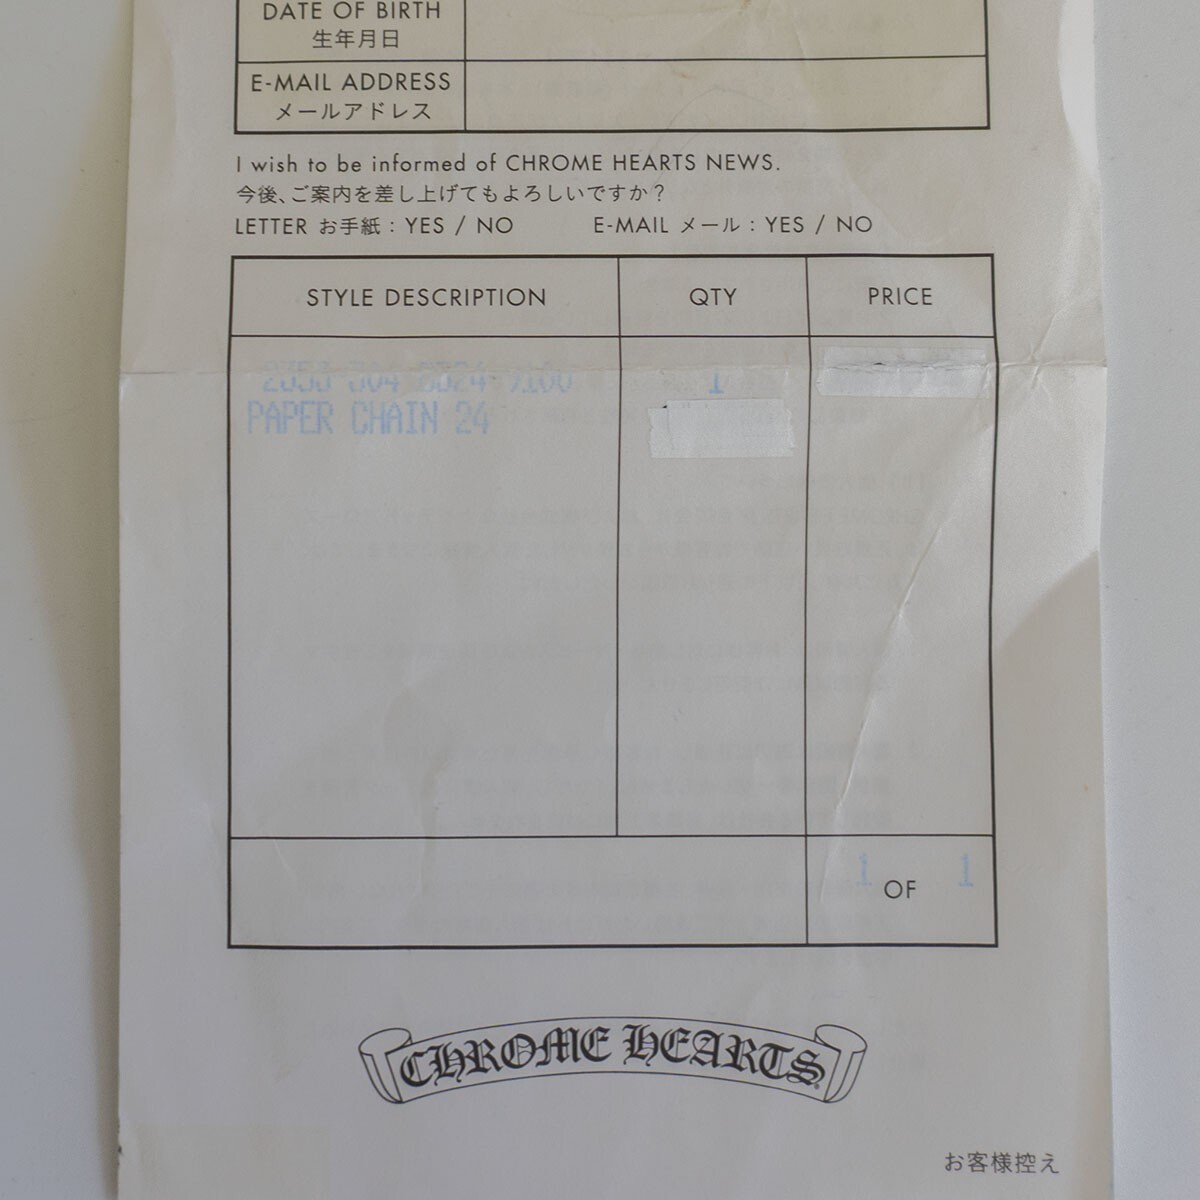 DATE OF BIRTH
生年月日
E-MAIL ADDRESS
メールアドレス
I wish to be informed of CHROME HEARTS NEWS.
今後、ご案内を差し上げてもよろしいですか？
LETTER お手紙 : YES / NO E-MAIL メール : YES / NO
STYLE DESCRIPTION QTY PRICE
304 1
PAPER CHAIN 24
1 OF 1
CHROME HEARTS
お客様控え